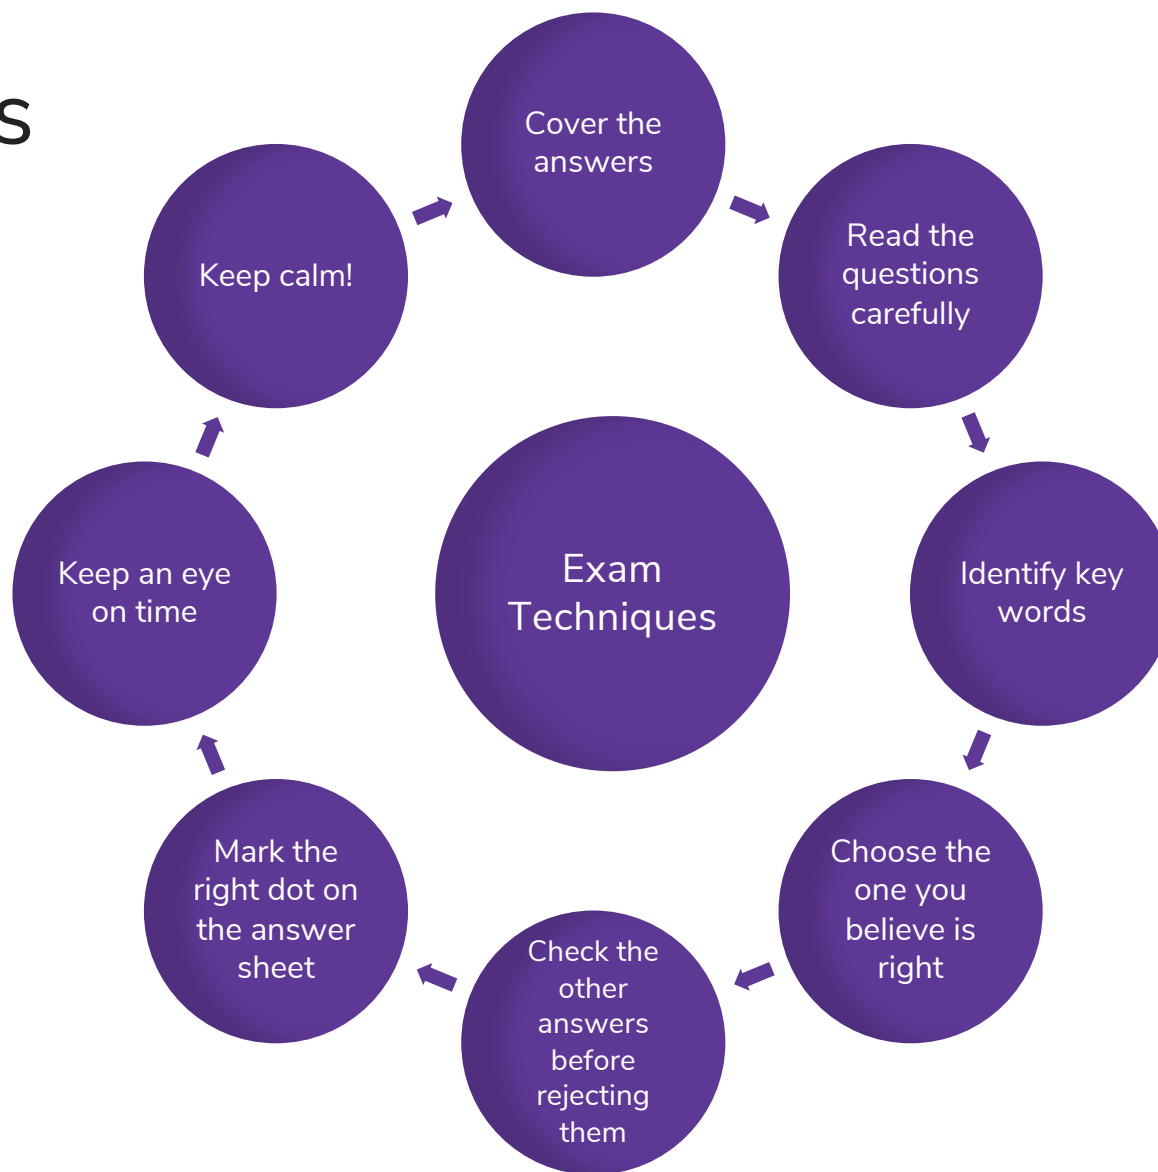 s
Cover the
answers
Read the
questions
carefully
Identify key
words
Choose the
one you
believe is
right
Check the
other
answers
before
rejecting
them
Mark the
right dot on
the answer
sheet
Keep an eye
on time
Keep calm!
Exam
Techniques